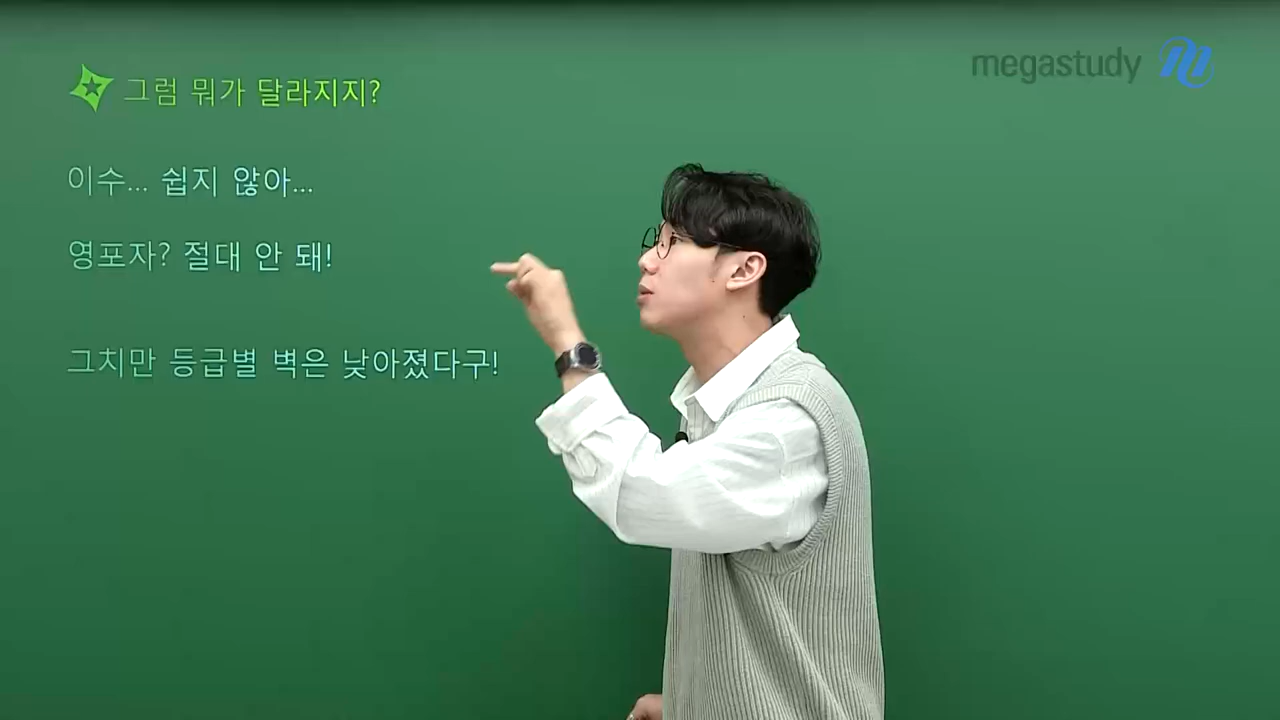 그럼 뭐가 달라지지?
megastudy
이수... 쉽지 않아...
영포자? 절대 안 돼!
그치만 등급별 벽은 낮아졌다구!